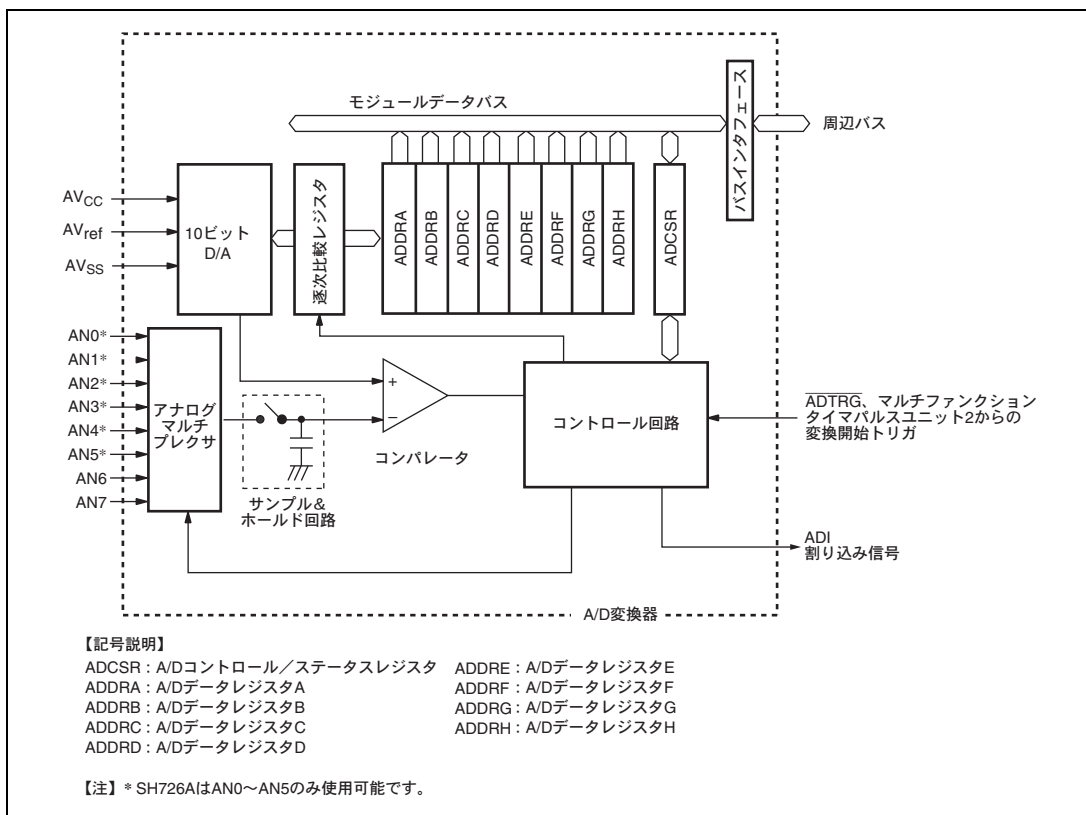 モジュールデータバス
バスインタフェース
周辺バス
AVCC
AVref
AVSS
10ビット
D/A
逐次比較レジスタ
ADDRA
ADDRB
ADDRC
ADDRD
ADDRE
ADDRF
ADDRG
ADDRH
ADCSR
AN0*
AN1*
AN2*
AN3*
AN4*
AN5*
AN6
AN7
アナログ
マルチ
プレクサ
サンプル&
ホールド回路
+
−
コンパレータ
コントロール回路
ADTRG、マルチファンクション
タイマパルスユニット2からの
変換開始トリガ
ADI
割り込み信号
A/D変換器
【記号説明】
ADCSR：A/Dコントロール／ステータスレジスタ
ADDRA：A/DデータレジスタA
ADDRB：A/DデータレジスタB
ADDRC：A/DデータレジスタC
ADDRD：A/DデータレジスタD
ADDRE：A/DデータレジスタE
ADDRF：A/DデータレジスタF
ADDRG：A/DデータレジスタG
ADDRH：A/DデータレジスタH
【注】* SH726AはAN0～AN5のみ使用可能です。